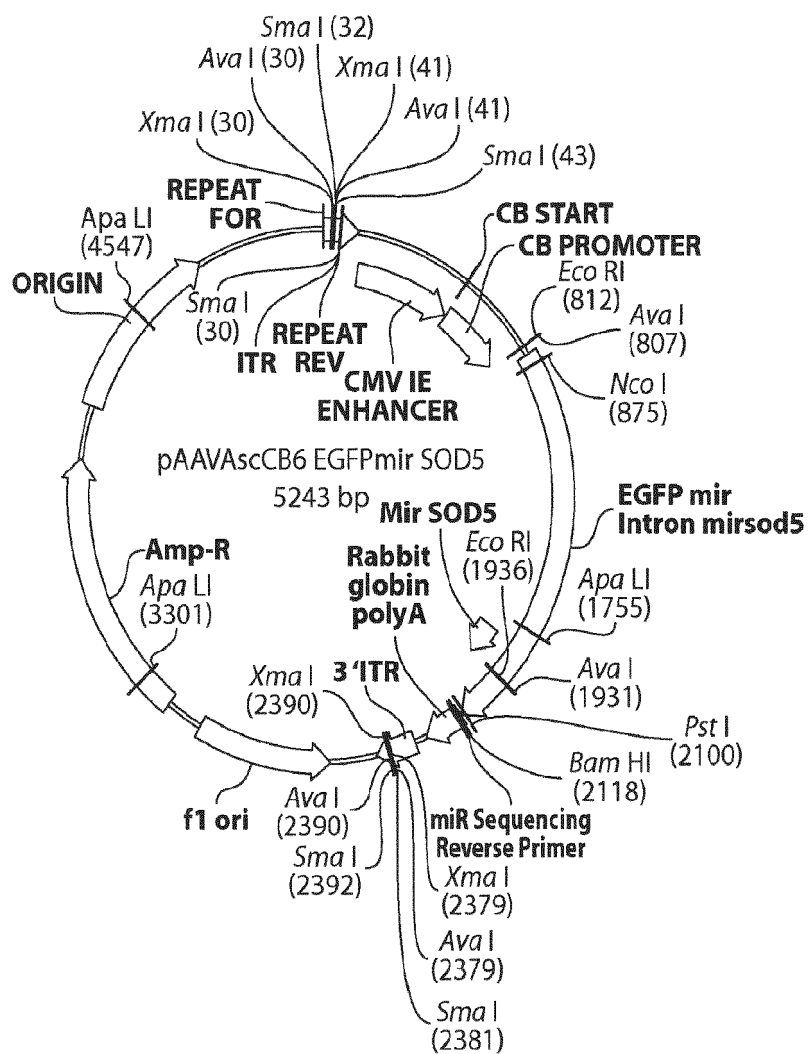 Sma I (32)
Ava I (30)
Xma I (41)
Xma I (30)
Ava I (41)
Sma I (43)
REPEAT
FOR
Apa LI
(4547)
ORIGIN
CB START
CB PROMOTER
Eco RI
(812)
Ava I
(807)
Nco I
(875)
Sma I
(30)
ITR
REPEAT
REV
CMV IE
ENHANCER
pAAVAscCB6 EGFPmir SOD5
5243 bp
EGFP mir
Intron mirsod5
Mir SOD5
Eco RI
(1936)
Rabbit
globin
polyA
Amp-R
Apa LI
(3301)
Apa LI
(1755)
Xma I
(2390)
3 'ITR
Ava I
(1931)
Pst I
(2100)
Bam HI
(2118)
f1 ori
Ava I
(2390)
miR Sequencing
Reverse Primer
Sma I
(2392)
Xma I
(2379)
Ava I
(2379)
Sma I
(2381)